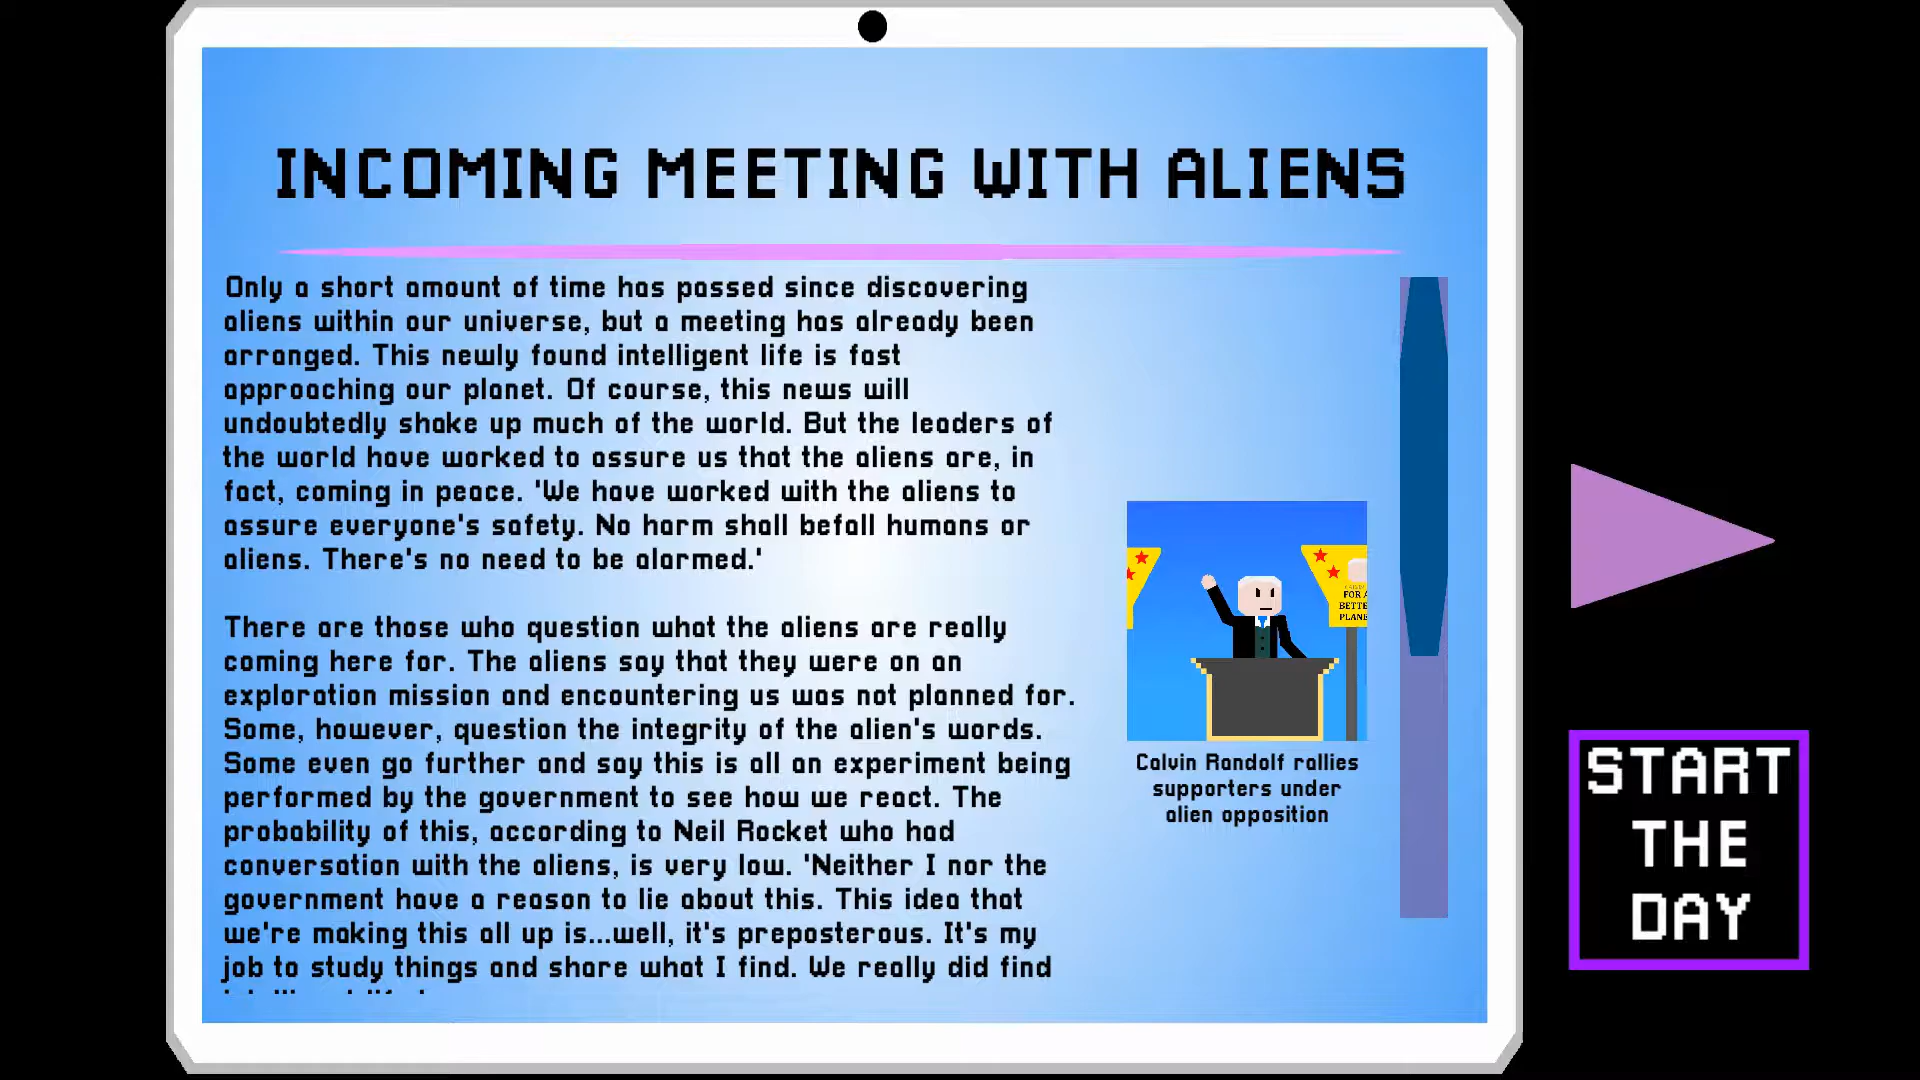 INCOMING MEETING WITH ALIENS
Only a short amount of time has passed since discovering
aliens within our universe, but a meeting has already been
arranged. This newly found intelligent life is fast
approaching our planet. Of course, this news will
undoubtedly shake up much of the world. But the leaders of
the world have worked to assure us that the aliens are, in
fact, coming in peace. 'We have worked with the aliens to
assure everyone's safety. No harm shall befall humans or
aliens. There's no need to be alarmed.'
There are those who question what the aliens are really
coming here for. The aliens say that they were on an
exploration mission and encountering us was not planned for.
Some, however, question the integrity of the alien's words.
Some even go further and say this is all an experiment being
performed by the government to see how we react. The
probability of this, according to Neil Rocket who had
conversation with the aliens, is very low. 'Neither I nor the
government have a reason to lie about this. This idea that
we're making this all up is...well, it's preposterous. It's my
job to study things and share what I find. We really did find
FOR A
BETTE
PLANE
Calvin Randolf rallies
supporters under
alien opposition
START
THE
DAY